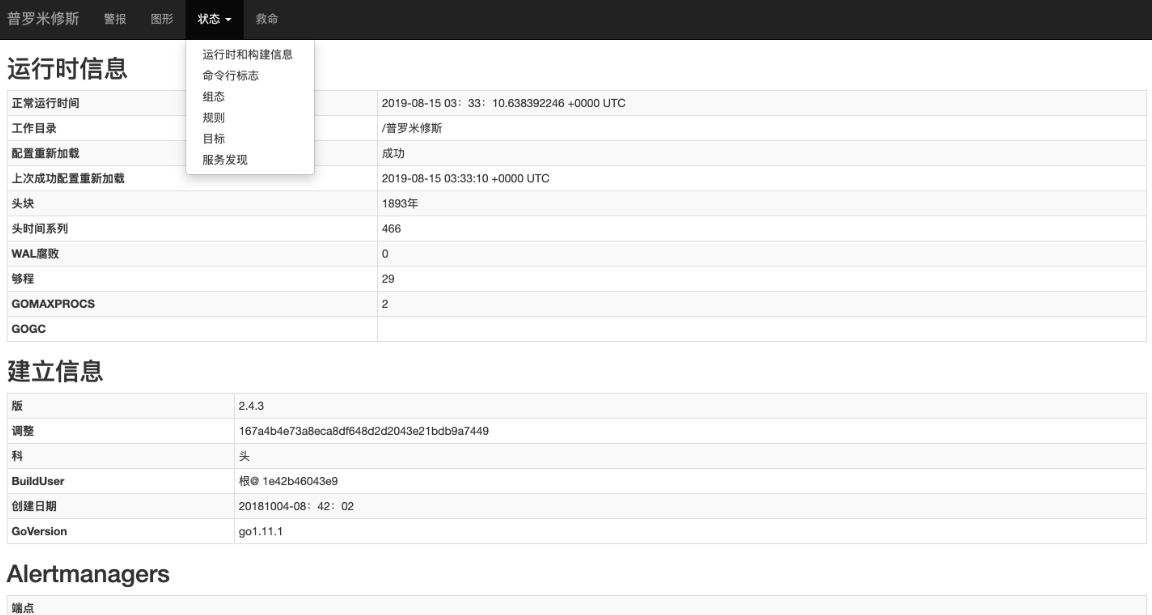 普罗米修斯 警报 图形 状态 救命
运行时和构建信息
命令行标志
组态
规则
目标
服务发现
运行时信息
正常运行时间 2019-08-15 03：33：10.638392246 +0000 UTC
工作目录 /普罗米修斯
配置重新加载 成功
上次成功配置重新加载 2019-08-15 03:33:10 +0000 UTC
头块 1893年
头时间系列 466
WAL腐败 0
够程 29
GOMAXPROCS 2
GOGC
建立信息
版 2.4.3
调整 167a4b4e73a8eca8df648d2d2043e21bdb9a7449
科 头
BuildUser 根@ 1e42b46043e9
创建日期 20181004-08：42：02
GoVersion go1.11.1
Alertmanagers
端点